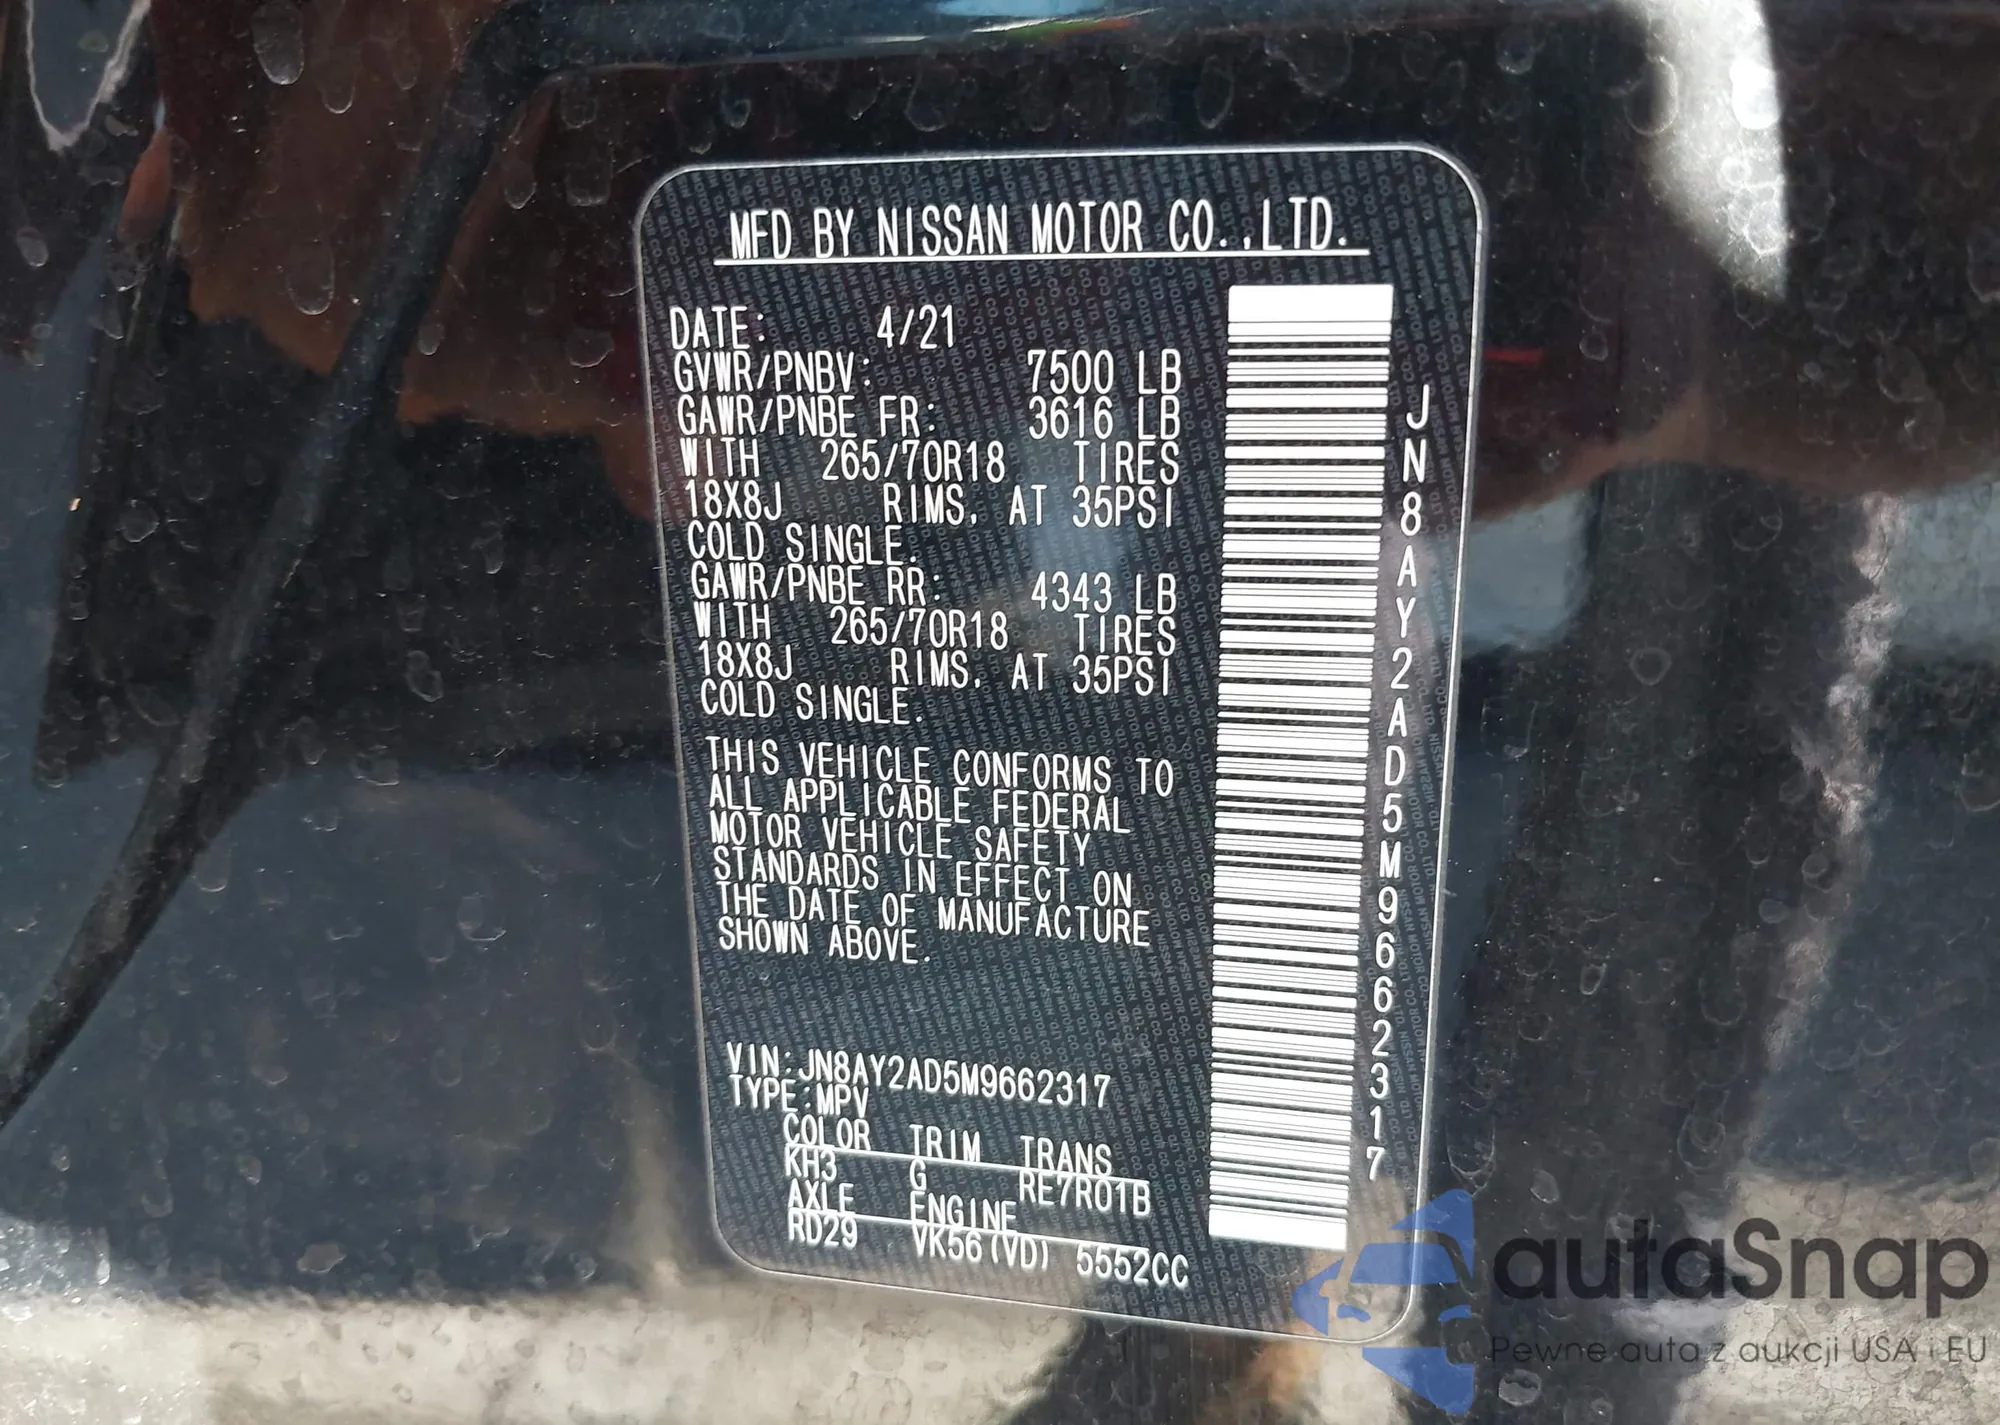 MFD BY NISSAN MOTOR CO.,LTD.
DATE: 4/21
GVWR/PNBV: 7500 LB
GAWR/PNBE FR: 3616 LB
WITH 265/70R18 TIRES
18X8J RIMS, AT 35PSI
COLD SINGLE.
GAWR/PNBE RR: 4343 LB
WITH 265/70R18 TIRES
18X8J RIMS, AT 35PSI
COLD SINGLE.
THIS VEHICLE CONFORMS TO
ALL APPLICABLE FEDERAL
MOTOR VEHICLE SAFETY
STANDARDS IN EFFECT ON
THE DATE OF MANUFACTURE
SHOWN ABOVE.
VIN:JN8AY2AD5M9662317
TYPE:MPV
COLOR TRIM TRANS
KH3 G RE7R01B
AXLE ENGINE
RD29 VK56(VD) 5552CC
JN8AY2AD5M9662317
autaSnap
Pewne auta z aukcji USA i EU